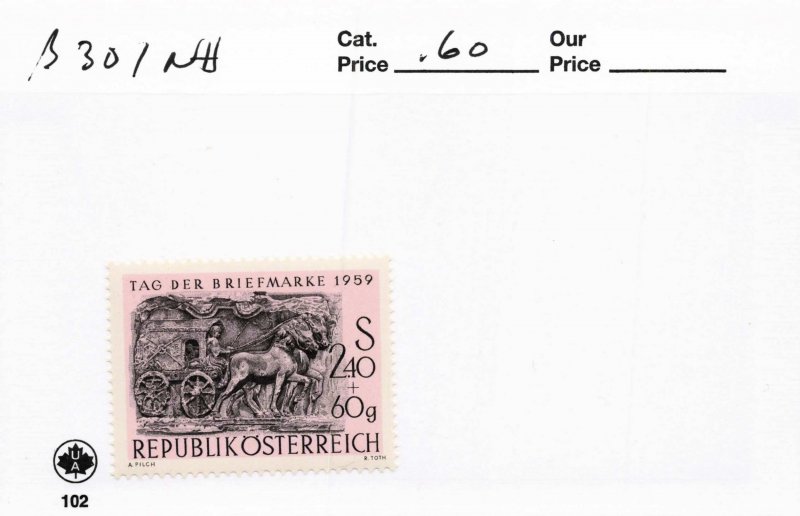 B301 NH
Cat. Price .60
Our Price
TAG DER BRIEFMARKE 1959
S
2.40
+
60g
REPUBLIK ÖSTERREICH
A. PILCH
R. TOTH
UA
102